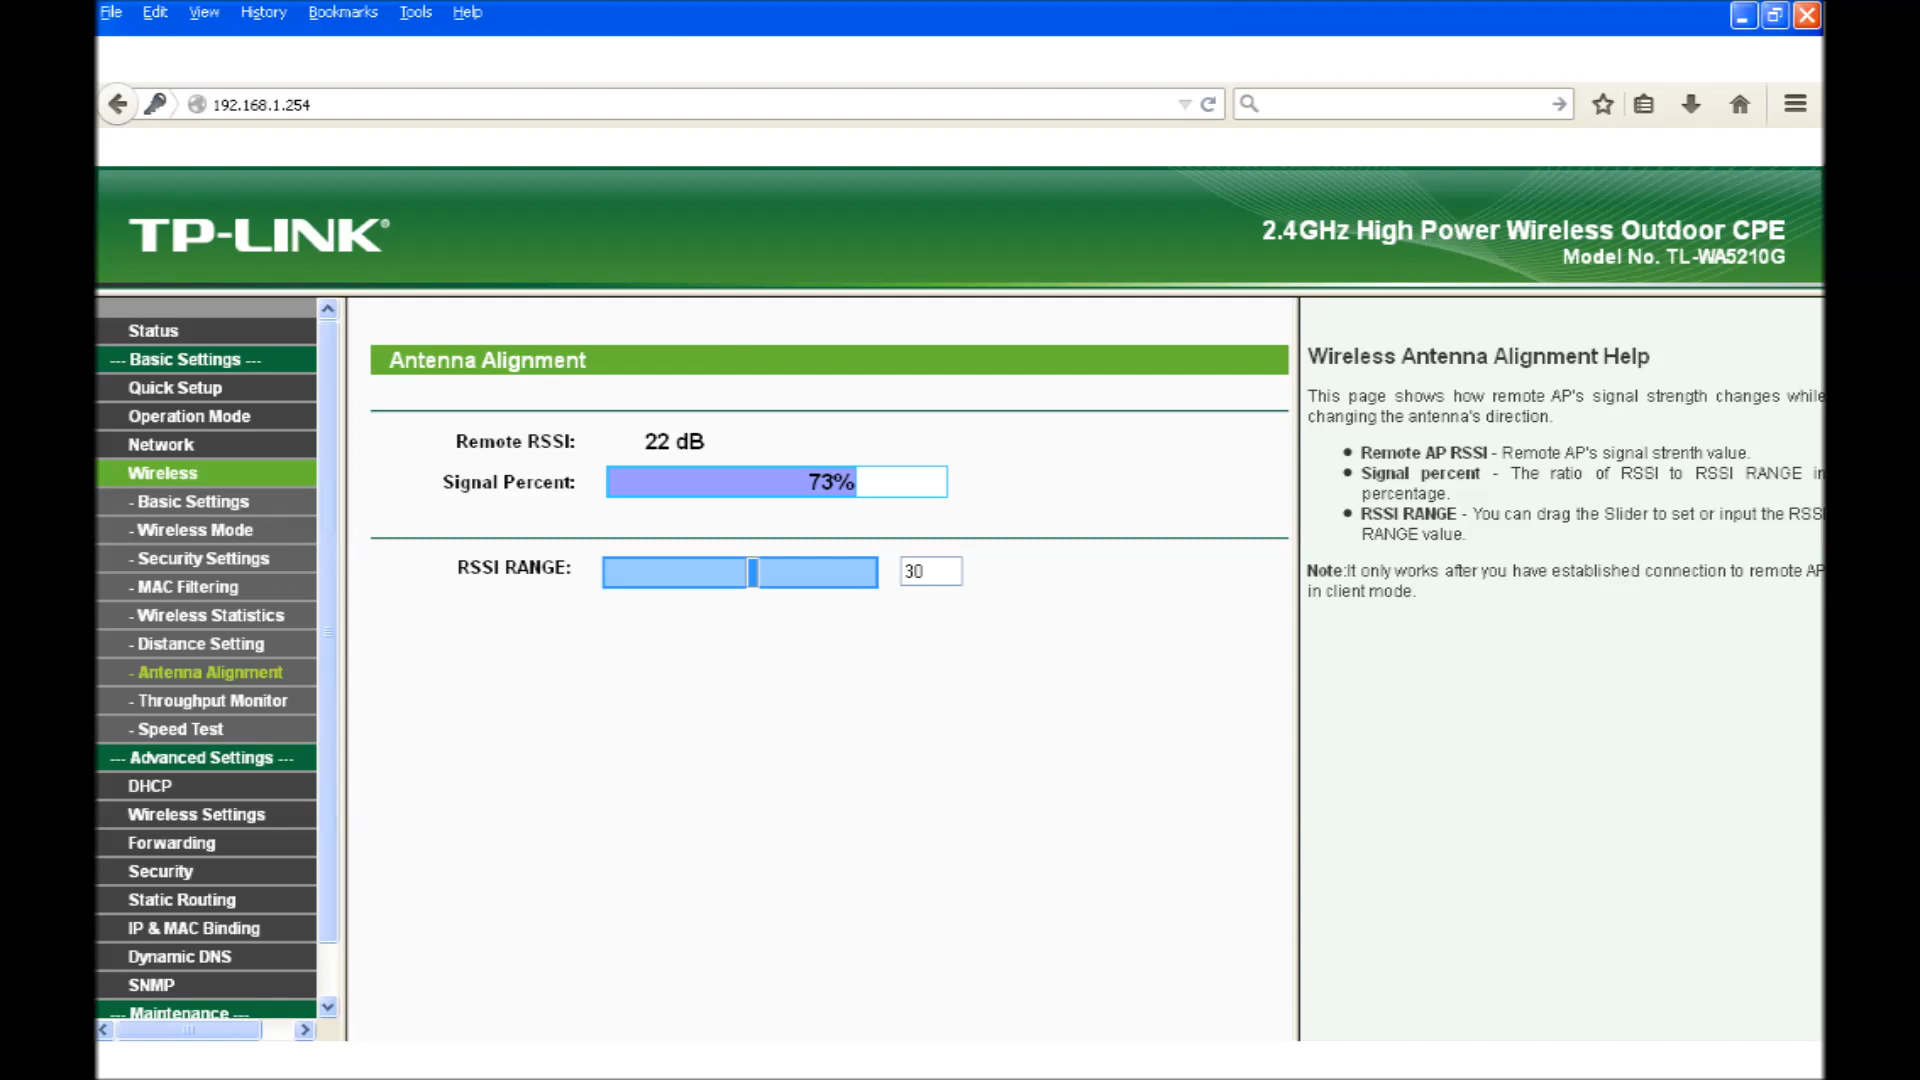 File Edit View History Bookmarks Tools Help
192.168.1.254
TP-LINK®
2.4GHz High Power Wireless Outdoor CPE
Model No. TL-WA5210G
Status
--- Basic Settings ---
Quick Setup
Operation Mode
Network
Wireless
- Basic Settings
- Wireless Mode
- Security Settings
- MAC Filtering
- Wireless Statistics
- Distance Setting
- Antenna Alignment
- Throughput Monitor
- Speed Test
--- Advanced Settings ---
DHCP
Wireless Settings
Forwarding
Security
Static Routing
IP & MAC Binding
Dynamic DNS
SNMP
--- Maintenance ---
Antenna Alignment
Remote RSSI: 22 dB
Signal Percent: 73%
RSSI RANGE: 30
Wireless Antenna Alignment Help
This page shows how remote AP's signal strength changes while
changing the antenna's direction.
Remote AP RSSI - Remote AP's signal strenth value.
Signal percent - The ratio of RSSI to RSSI RANGE in
percentage.
RSSI RANGE - You can drag the Slider to set or input the RSSI
RANGE value.
Note:It only works after you have established connection to remote AP
in client mode.